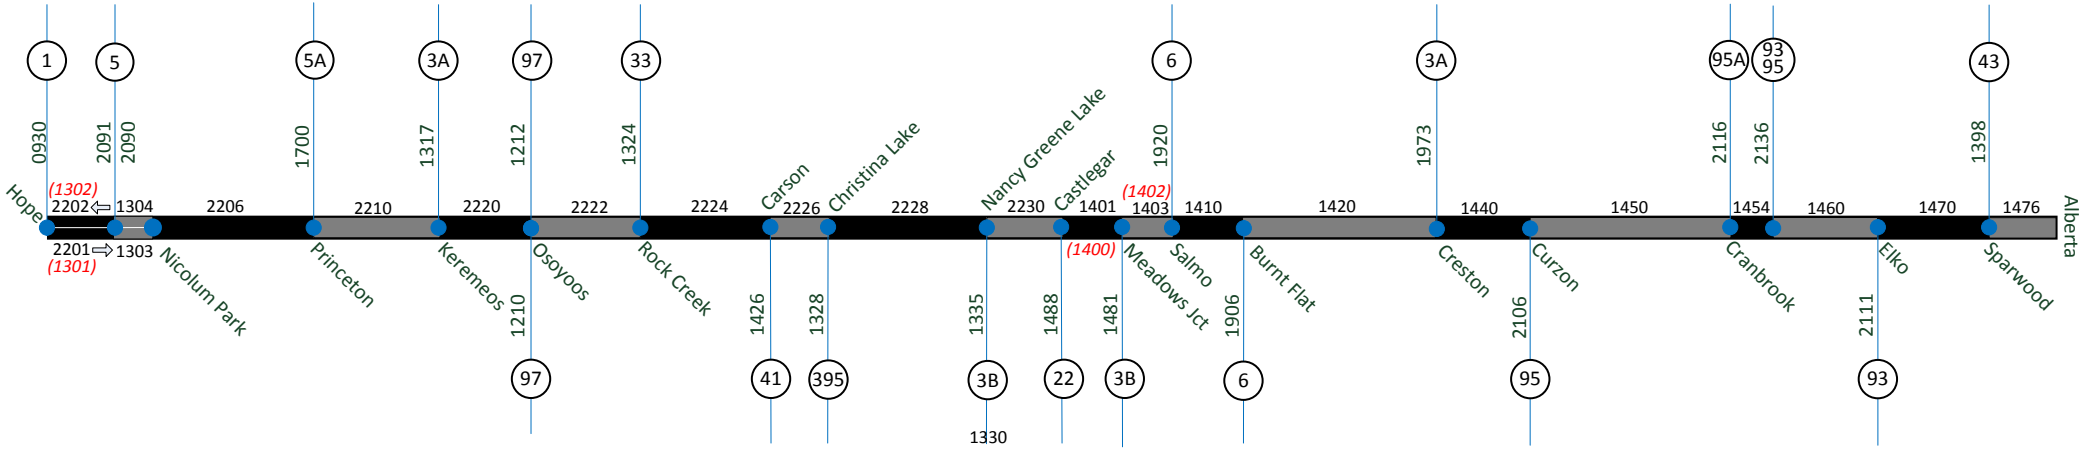 1
5
5A
3A
97
33
6
3A
95A
93
95
43
0930
2091
2090
1700
1317
1212
1324
1920
1973
2116
2136
1398
Hope
Carson
Christina Lake
Nancy Greene Lake
Castlegar
Alberta
(1302)
(1402)
2202
1304
2206
2210
2220
2222
2224
2226
2228
2230
1401
1403
1410
1420
1440
1450
1454
1460
1470
1476
2201
1303
(1301)
(1400)
Nicolum Park
Princeton
Keremeos
Osoyoos
Rock Creek
Meadows Jct
Salmo
Burnt Flat
Creston
Curzon
Cranbrook
Elko
Sparwood
1210
1426
1328
1335
1488
1481
1906
2106
2111
97
41
395
3B
22
3B
6
95
93
1330